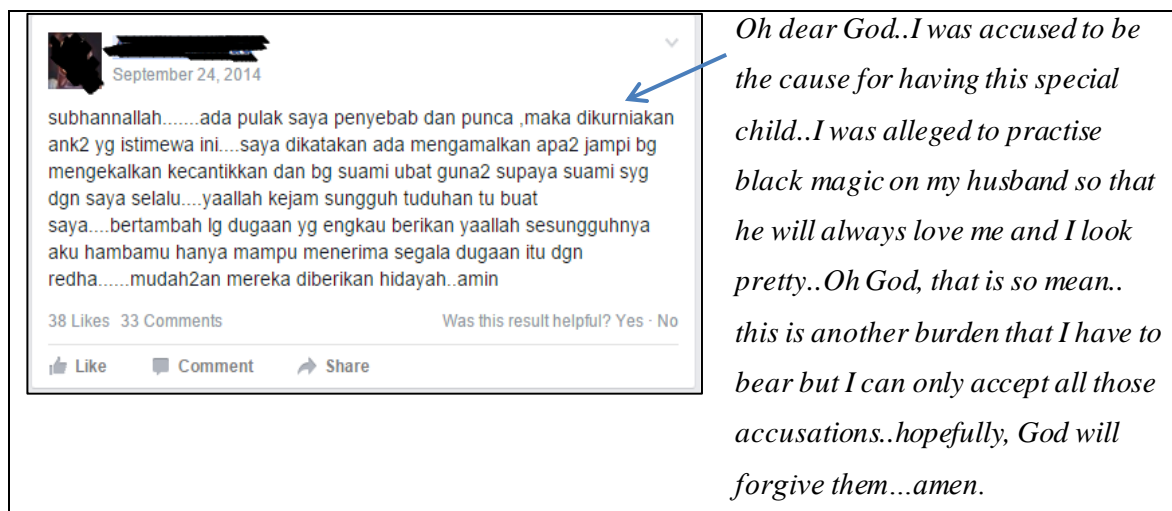 September 24, 2014
subhannallah.......ada pulak saya penyebab dan punca ,maka dikurniakan
ank2 yg istimewa ini....saya dikatakan ada mengamalkan apa2 jampi bg
mengekalkan kecantikkan dan bg suami ubat guna2 supaya suami syg
dgn saya selalu....yaallah kejam sungguh tuduhan tu buat
saya....bertambah lg dugaan yg engkau berikan yaallah sesungguhnya
aku hambamu hanya mampu menerima segala dugaan itu dgn
redha......mudah2an mereka diberikan hidayah..amin
38 Likes 33 Comments Was this result helpful? Yes · No
Like Comment Share
Oh dear God..I was accused to be
the cause for having this special
child..I was alleged to practise
black magic on my husband so that
he will always love me and I look
pretty..Oh God, that is so mean..
this is another burden that I have to
bear but I can only accept all those
accusations..hopefully, God will
forgive them...amen.